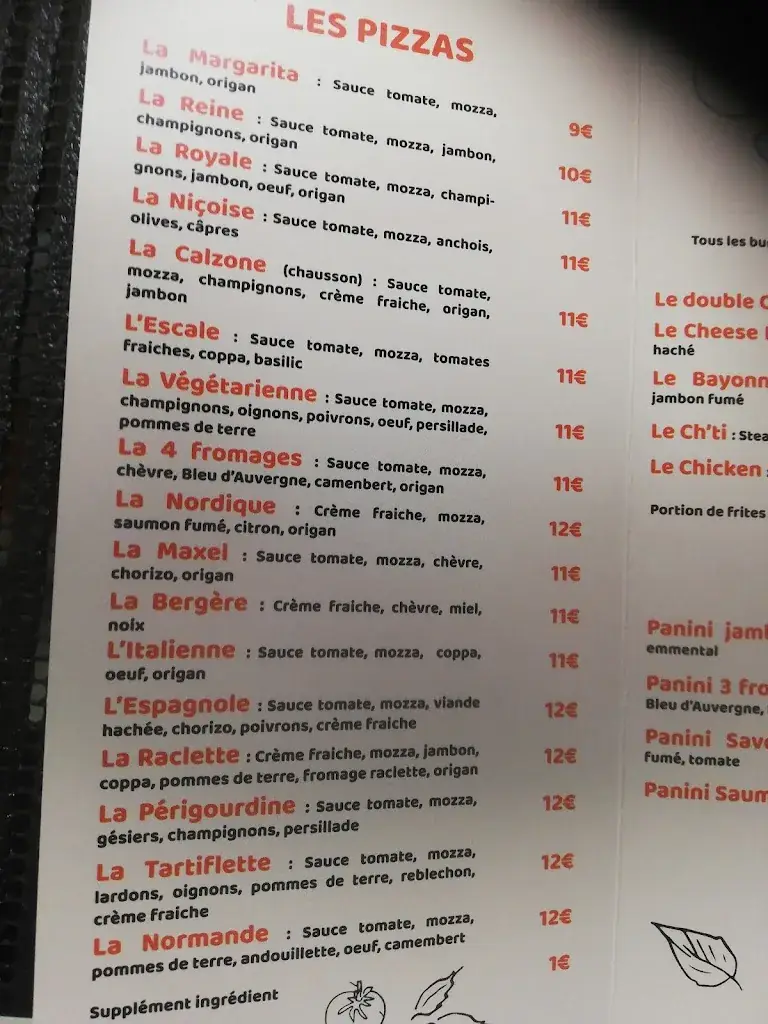 LES PIZZAS
La Margarita : Sauce tomate, mozza,
jambon, origan
9€
La Reine : Sauce tomate, mozza, jambon,
champignons, origan
10€
La Royale : Sauce tomate, mozza, champi-
gnons, jambon, oeuf, origan
11€
La Niçoise : Sauce tomate, mozza, anchois,
olives, câpres
11€
La Calzone (chausson) : Sauce tomate,
mozza, champignons, crème fraiche, origan,
jambon
11€
L'Escale : Sauce tomate, mozza, tomates
fraiches, coppa, basilic
11€
La Végétarienne : Sauce tomate, mozza,
champignons, oignons, poivrons, oeuf, persillade,
pommes de terre
11€
La 4 fromages : Sauce tomate, mozza,
chèvre, Bleu d'Auvergne, camenbert, origan
11€
La Nordique : Crème fraiche, mozza,
saumon fumé, citron, origan
12€
La Maxel : Sauce tomate, mozza, chèvre,
chorizo, origan
11€
La Bergère : Crème fraiche, chèvre, miel,
noix
11€
L'Italienne : Sauce tomate, mozza, coppa,
oeuf, origan
11€
L'Espagnole : Sauce tomate, mozza, viande
hachée, chorizo, poivrons, crème fraiche
12€
La Raclette : Crème fraiche, mozza, jambon,
coppa, pommes de terre, fromage raclette, origan
12€
La Périgourdine : Sauce tomate, mozza,
gésiers, champignons, persillade
12€
La Tartiflette : Sauce tomate, mozza,
lardons, oignons, pommes de terre, reblechon,
crème fraiche
12€
La Normande : Sauce tomate, mozza,
pommes de terre, andouillette, oeuf, camembert
12€
Supplément ingrédient
1€
Tous les bu
Le double C
Le Cheese
haché
Le Bayonn
jambon fumé
Le Ch'ti : Stea
Le Chicken :
Portion de frites
Panini jam
emmental
Panini 3 fro
Bleu d'Auvergne,
Panini Sav
fumé, tomate
Panini Saum